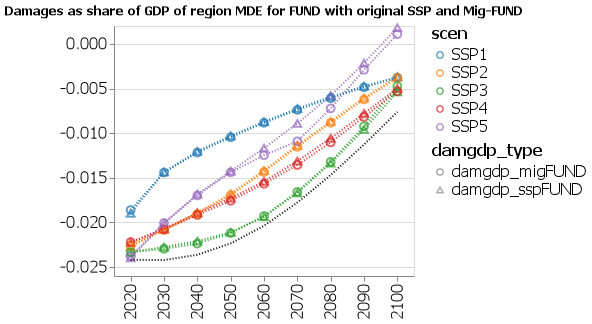 Damages as share of GDP of region MDE for FUND with original SSP and Mig-FUND
0.000
-0.005
-0.010
-0.015
-0.020
-0.025
2020
2030
2040
2050
2060
2070
2080
2090
2100
scen
SSP1
SSP2
SSP3
SSP4
SSP5
damgdp_type
damgdp_migFUND
damgdp_sspFUND